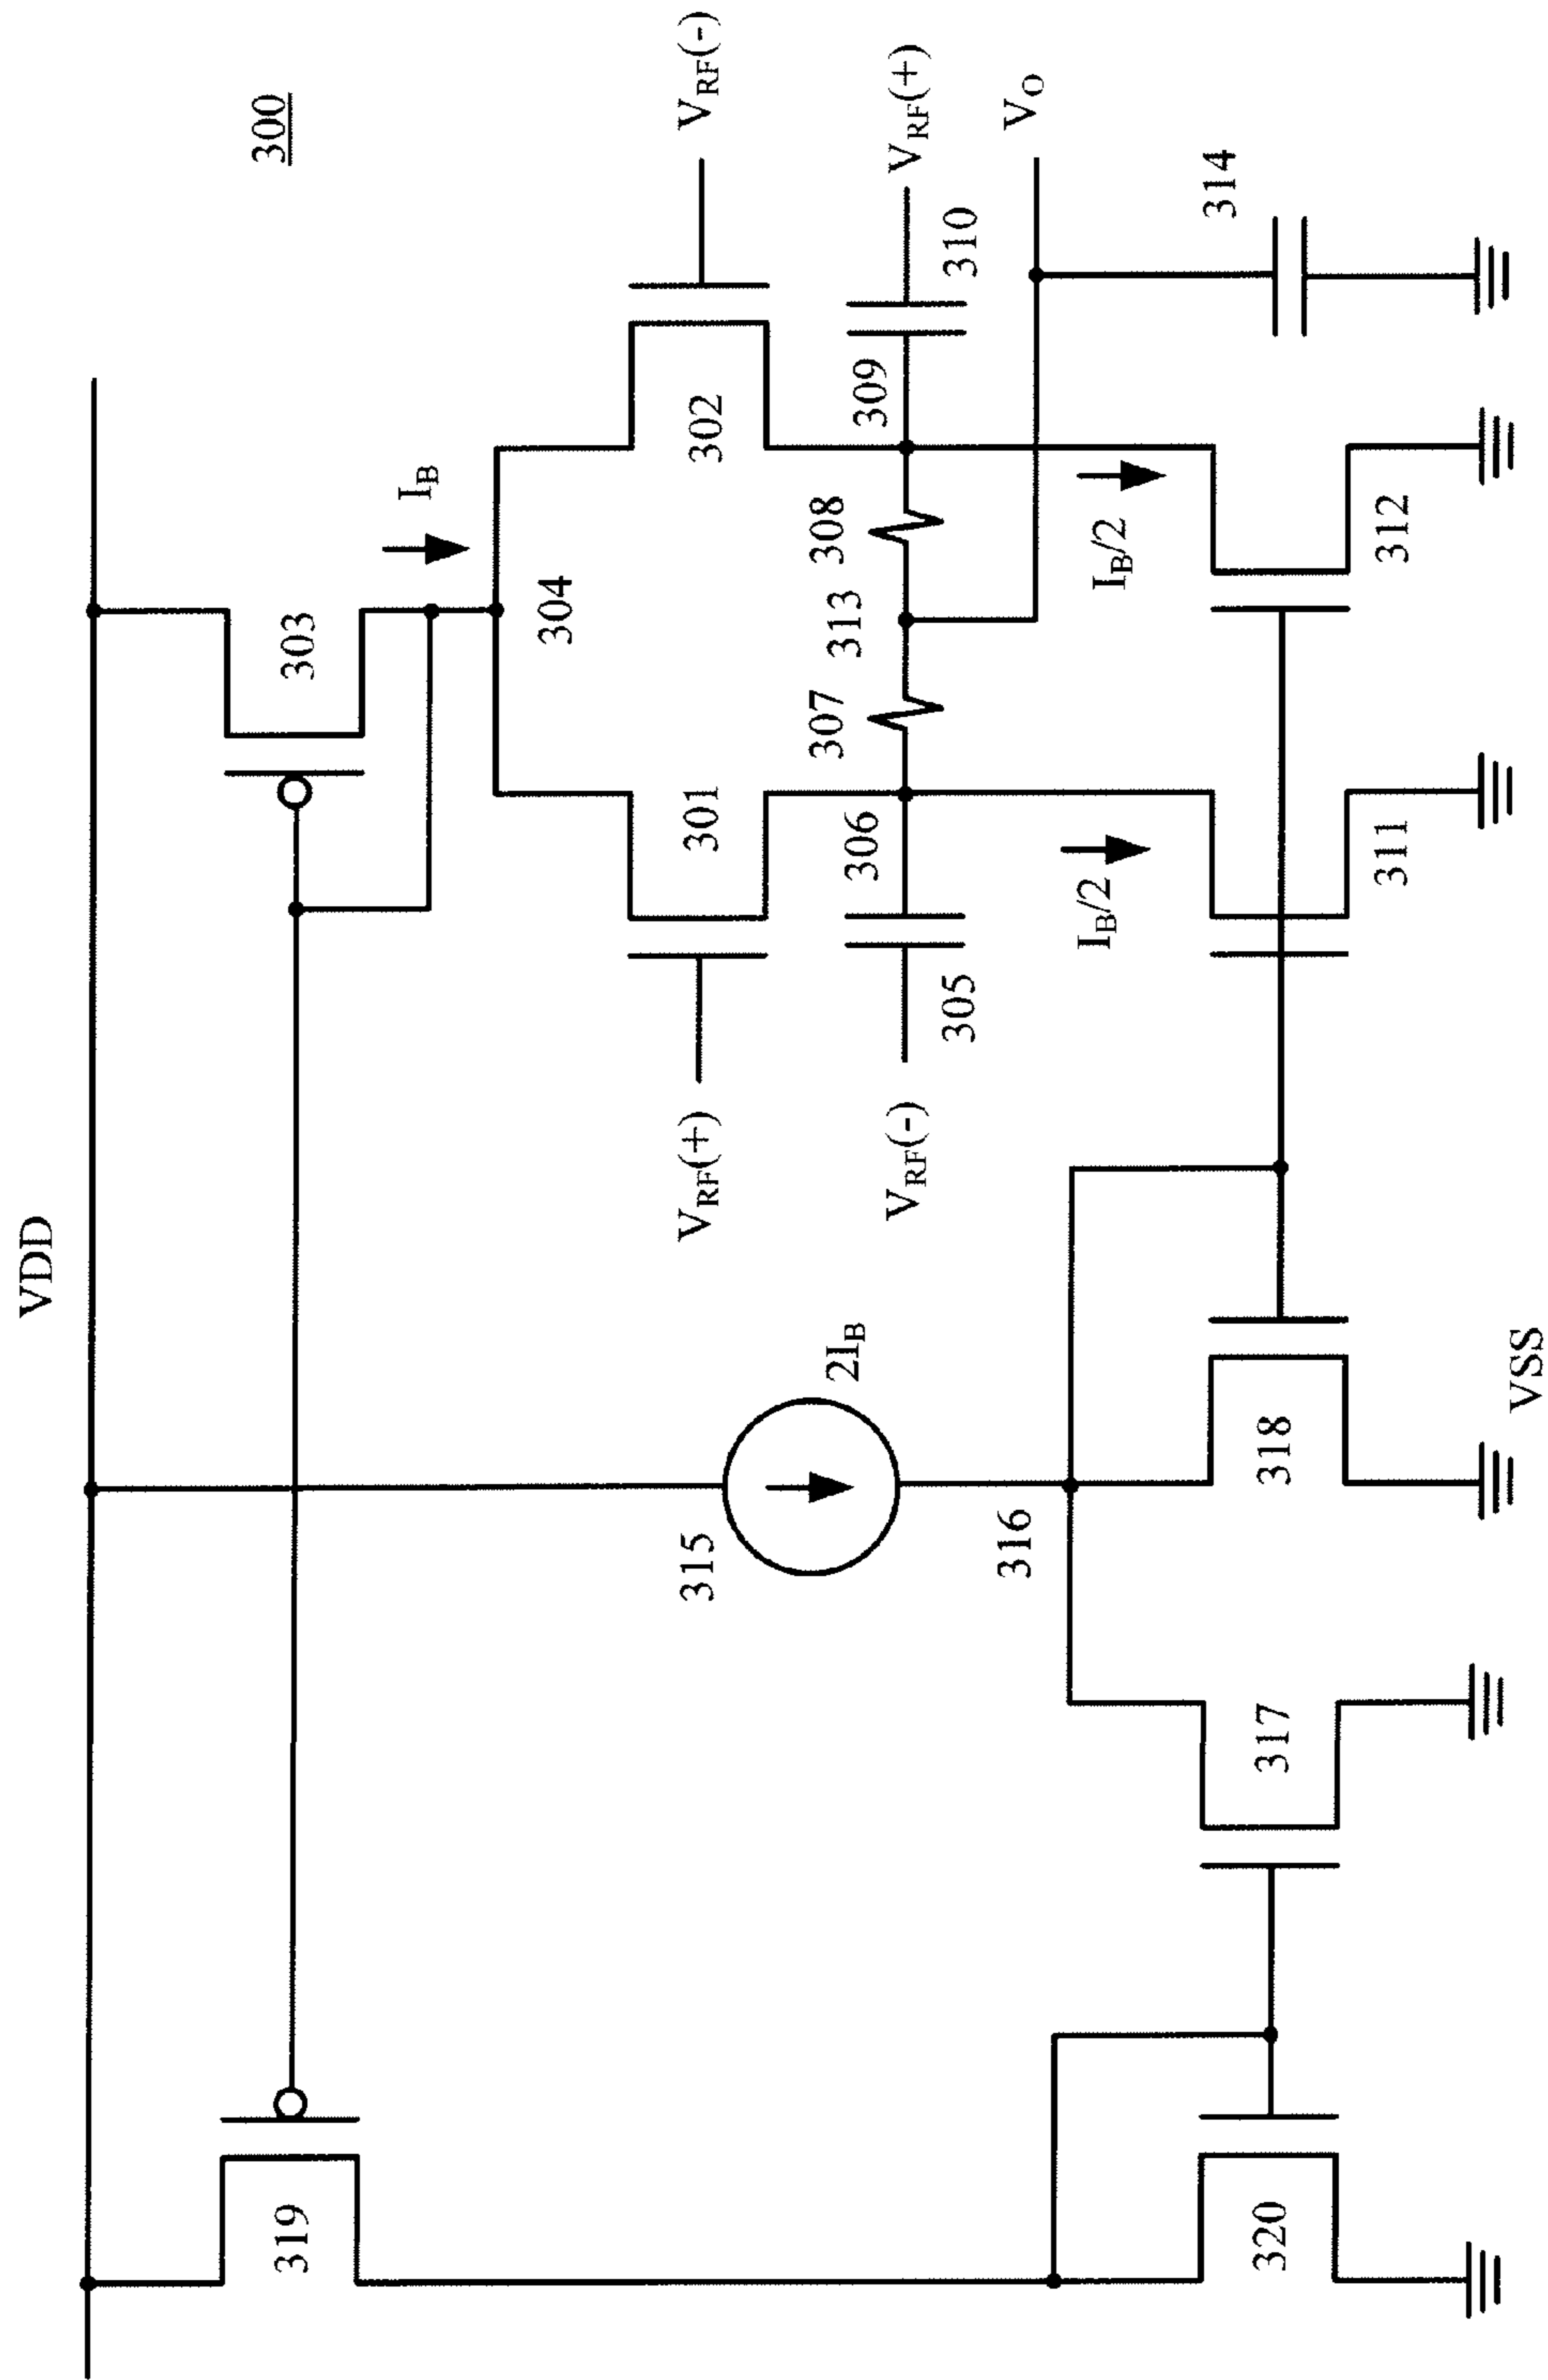 300
VDD
303
I_B
319
304
V_RF(+)
301
302
V_RF(-)
315
2I_B
V_RF(-)
305
306
307
313
308
309
310
V_RF(+)
V_O
316
I_B/2
I_B/2
314
320
317
318
311
312
VSS